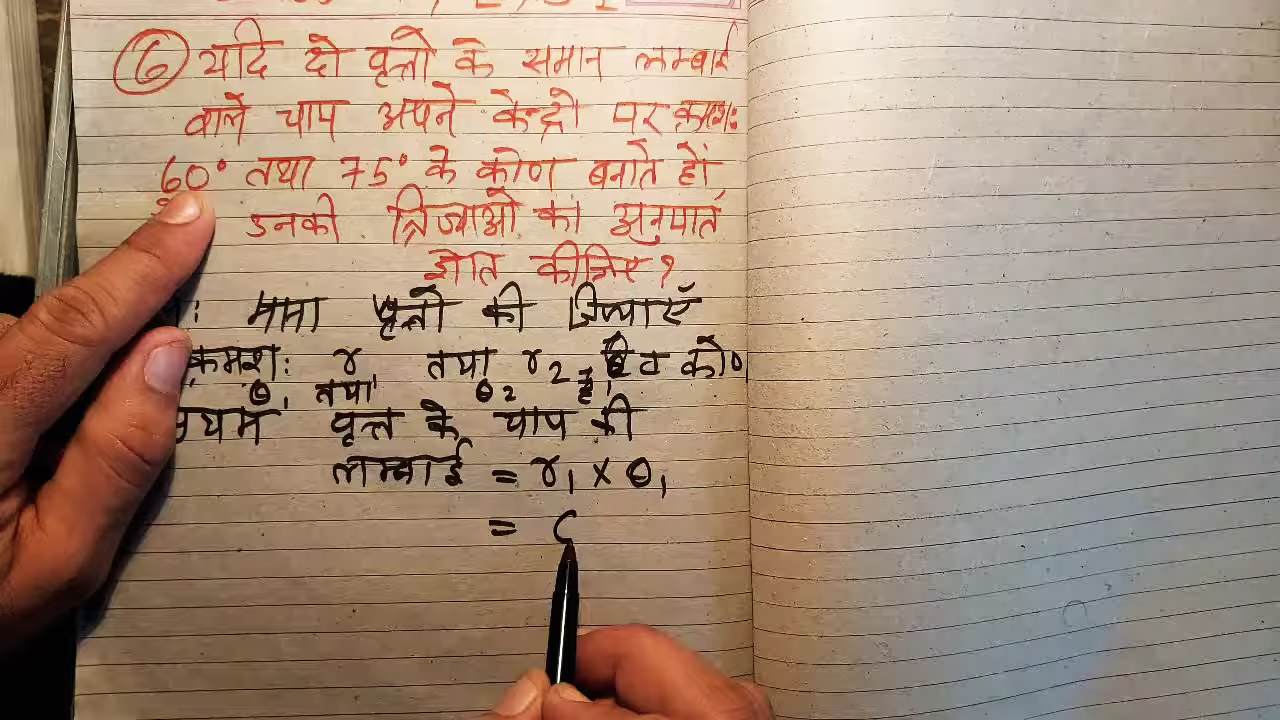 ⑥ यदि दो वृत्तो के समान लम्बाई
वाले चाप अपने केन्द्रो पर क्रमश:
60° तथा 75° के कोण बनाते हों,
उनकी त्रिज्याओ का अनुपात
ज्ञात कीजिए?
माना वृत्तो की त्रिज्याएँ
क्रमश: r तथा r2 है, एव को
θ1 तथा θ2
प्रथम वृत्त के चाप की
लम्बाई = r1 × θ1
= C